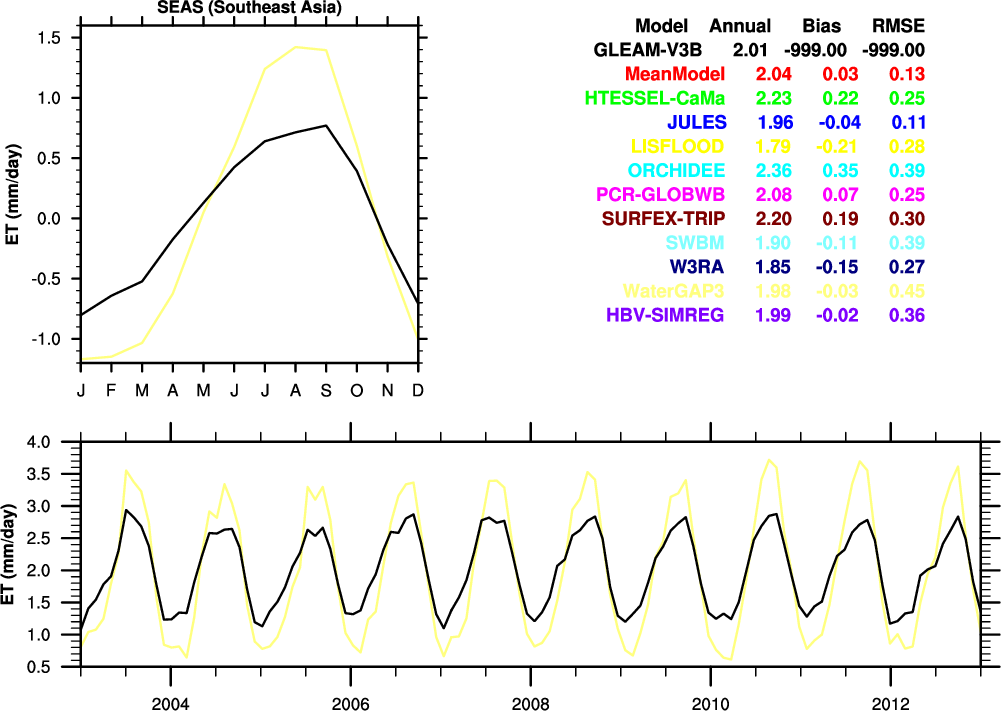 SEAS (Southeast Asia)
Model Annual Bias RMSE
GLEAM-V3B 2.01 -999.00 -999.00
MeanModel 2.04 0.03 0.13
HTESSEL-CaMa 2.23 0.22 0.25
JULES 1.96 -0.04 0.11
LISFLOOD 1.79 -0.21 0.28
ORCHIDEE 2.36 0.35 0.39
PCR-GLOBWB 2.08 0.07 0.25
SURFEX-TRIP 2.20 0.19 0.30
SWBM 1.90 -0.11 0.39
W3RA 1.85 -0.15 0.27
WaterGAP3 1.98 -0.03 0.45
HBV-SIMREG 1.99 -0.02 0.36
ET (mm/day)
1.5
1.0
0.5
0.0
-0.5
-1.0
J F M A M J J A S O N D
ET (mm/day)
4.0
3.5
3.0
2.5
2.0
1.5
1.0
0.5
2004 2006 2008 2010 2012